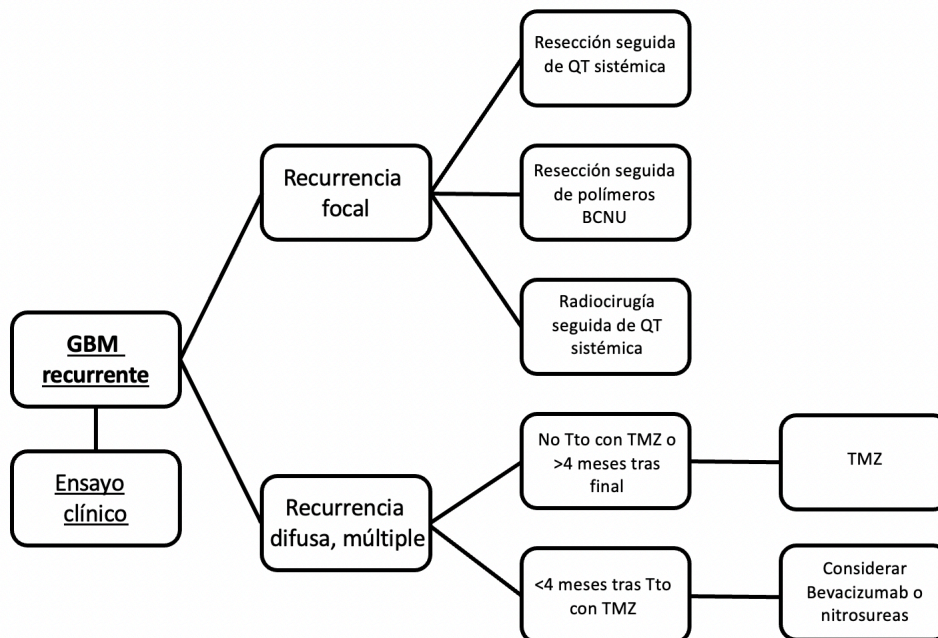 Resección seguida
de QT sistémica
Recurrencia
focal
Resección seguida
de polímeros
BCNU
Radiocirugía
seguida de QT
sistémica
GBM
recurrente
Ensayo
clínico
Recurrencia
difusa, múltiple
No Tto con TMZ o
>4 meses tras
final
TMZ
<4 meses tras Tto
con TMZ
Considerar
Bevacizumab o
nitrosureas